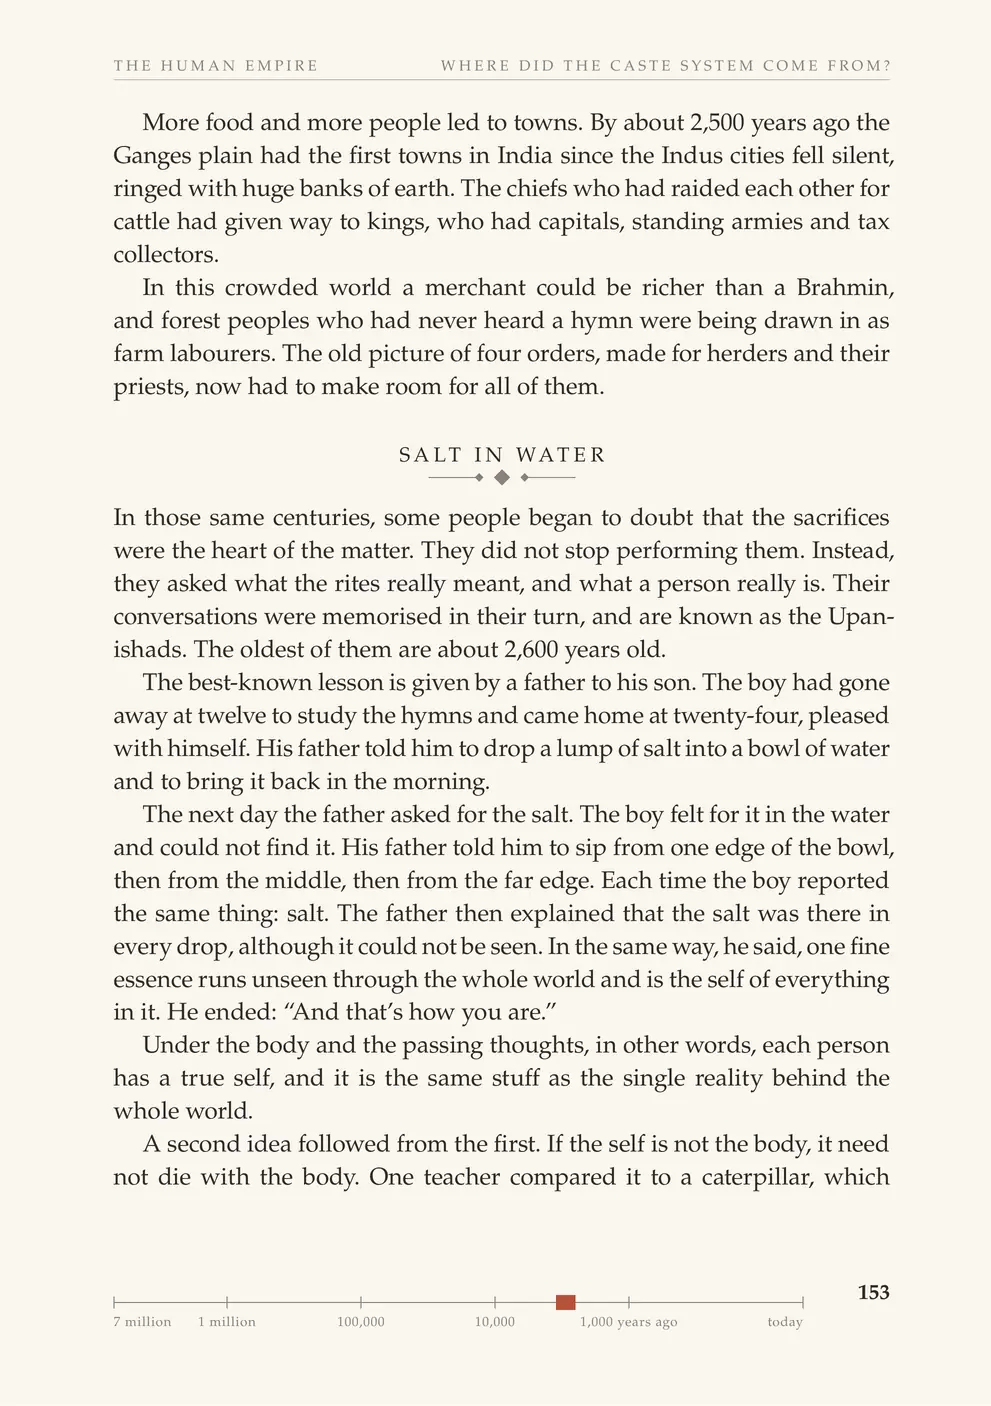 THE HUMAN EMPIRE WHERE DID THE CASTE SYSTEM COME FROM?
More food and more people led to towns. By about 2,500 years ago the
Ganges plain had the first towns in India since the Indus cities fell silent,
ringed with huge banks of earth. The chiefs who had raided each other for
cattle had given way to kings, who had capitals, standing armies and tax
collectors.
In this crowded world a merchant could be richer than a Brahmin,
and forest peoples who had never heard a hymn were being drawn in as
farm labourers. The old picture of four orders, made for herders and their
priests, now had to make room for all of them.
SALT IN WATER
In those same centuries, some people began to doubt that the sacrifices
were the heart of the matter. They did not stop performing them. Instead,
they asked what the rites really meant, and what a person really is. Their
conversations were memorised in their turn, and are known as the Upan-
ishads. The oldest of them are about 2,600 years old.
The best-known lesson is given by a father to his son. The boy had gone
away at twelve to study the hymns and came home at twenty-four, pleased
with himself. His father told him to drop a lump of salt into a bowl of water
and to bring it back in the morning.
The next day the father asked for the salt. The boy felt for it in the water
and could not find it. His father told him to sip from one edge of the bowl,
then from the middle, then from the far edge. Each time the boy reported
the same thing: salt. The father then explained that the salt was there in
every drop, although it could not be seen. In the same way, he said, one fine
essence runs unseen through the whole world and is the self of everything
in it. He ended: “And that’s how you are.”
Under the body and the passing thoughts, in other words, each person
has a true self, and it is the same stuff as the single reality behind the
whole world.
A second idea followed from the first. If the self is not the body, it need
not die with the body. One teacher compared it to a caterpillar, which
153
7 million 1 million 100,000 10,000 1,000 years ago today